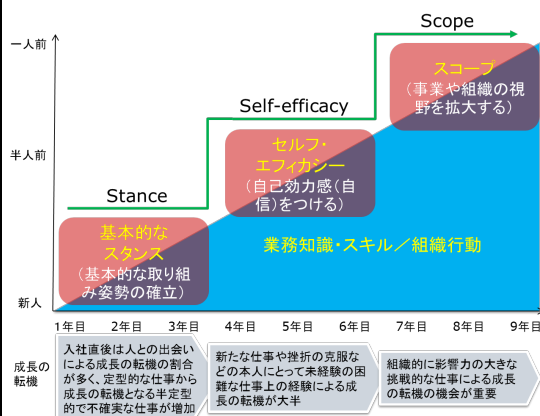 Scope
一人前
スコープ
（事業や組織の視
野を拡大する）
Self-efficacy
セルフ・
エフィカシー
（自己効力感（自
信）をつける）
半人前
Stance
基本的な
スタンス
（基本的な取り組
み姿勢の確立）
業務知識・スキル／組織行動
新人
1年目 2年目 3年目 4年目 5年目 6年目 7年目 8年目 9年目
成長の
転機
入社直後は人との出会い
による成長の転機の割合
が多く、定型的な仕事から
成長の転機となる半定型
的で不確実な仕事が増加
新たな仕事や挫折の克服な
どの本人にとって未経験の困
難な仕事上の経験による成
長の転機が大半
組織的に影響力の大きな
挑戦的な仕事による成長
の転機の機会が重要